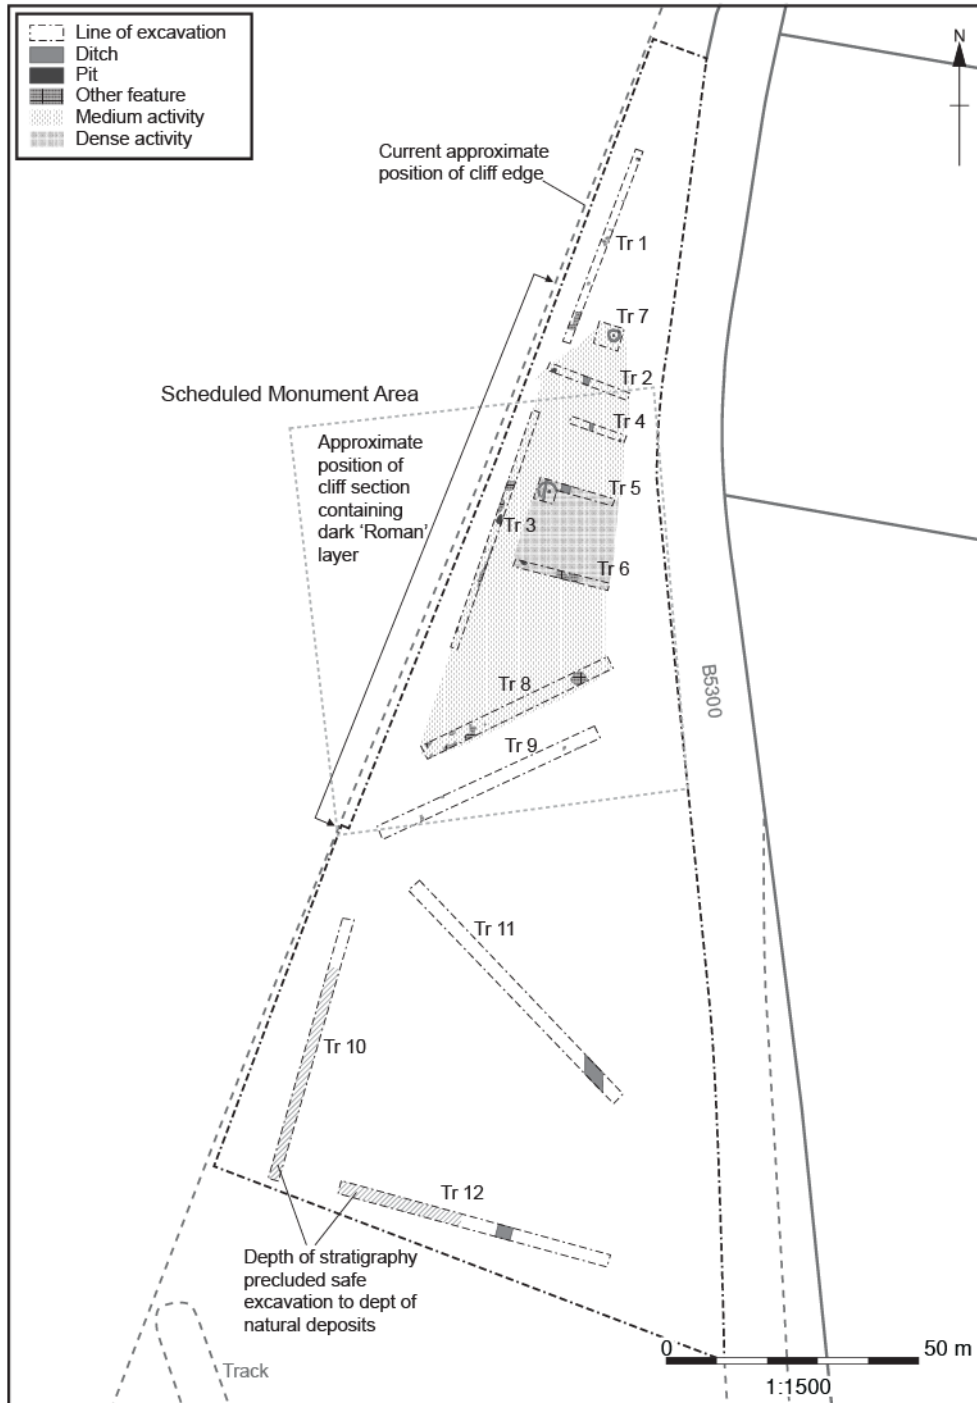 Line of excavation
Ditch
Pit
Other feature
Medium activity
Dense activity
N
Current approximate
position of cliff edge
Tr 1
Tr 7
Tr 2
Scheduled Monument Area
Tr 4
Approximate
position of
cliff section
containing
dark ‘Roman’
layer
Tr 5
Tr 3
Tr 6
B5300
Tr 8
Tr 9
Tr 11
Tr 10
Tr 12
Depth of stratigraphy
precluded safe
excavation to dept of
natural deposits
Track
0 50 m
1:1500